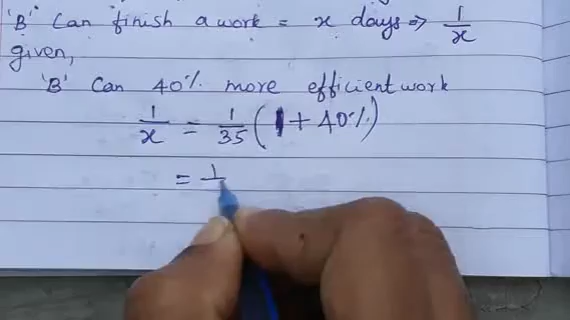 'B' Can finish a work = x days ⇒ 1/x
given,
'B' Can 40% more efficient work
1/x = 1/35 (1 + 40%)
= 1/